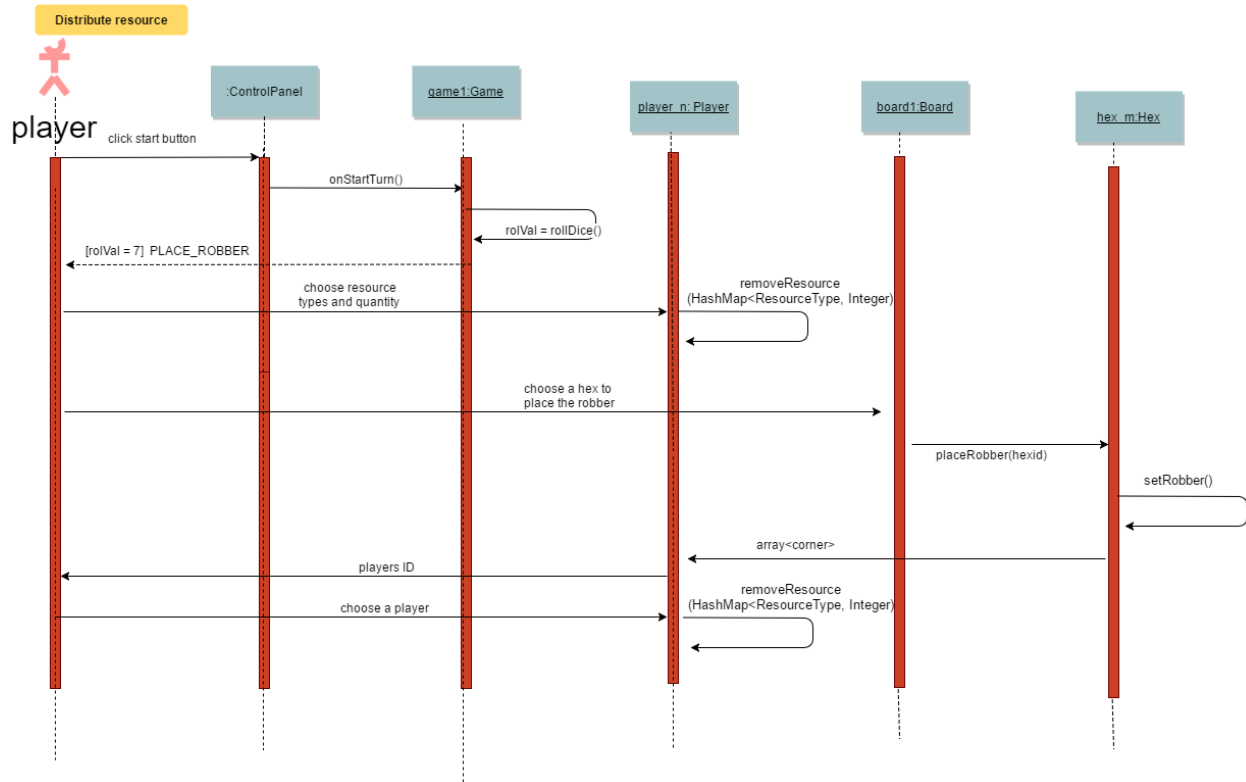 Distribute resource
player
:ControlPanel
game1:Game
player_n: Player
board1:Board
hex_m:Hex
click start button
onStartTurn()
rolVal = rollDice()
[rolVal = 7] PLACE_ROBBER
choose resource
types and quantity
removeResource
(HashMap<ResourceType, Integer)
choose a hex to
place the robber
placeRobber(hexid)
setRobber()
array<corner>
players ID
removeResource
(HashMap<ResourceType, Integer)
choose a player